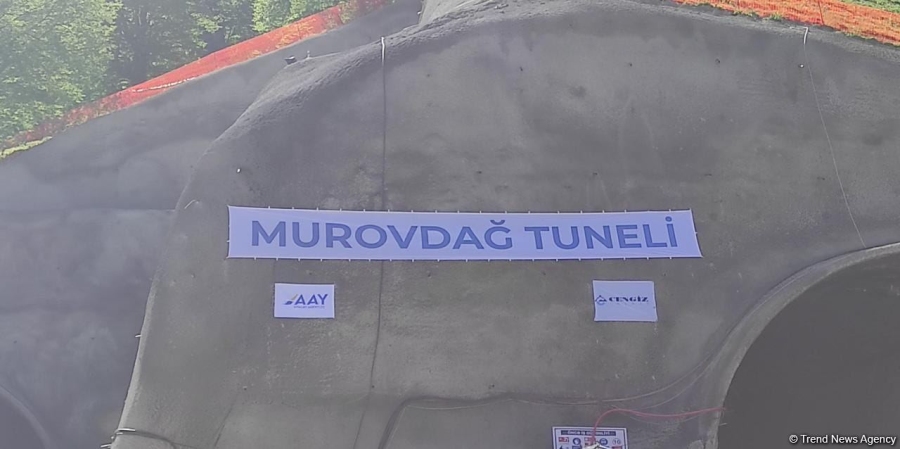 MUROVDAĞ TUNELİ
AAY
CENGİZ
© Trend News Agency